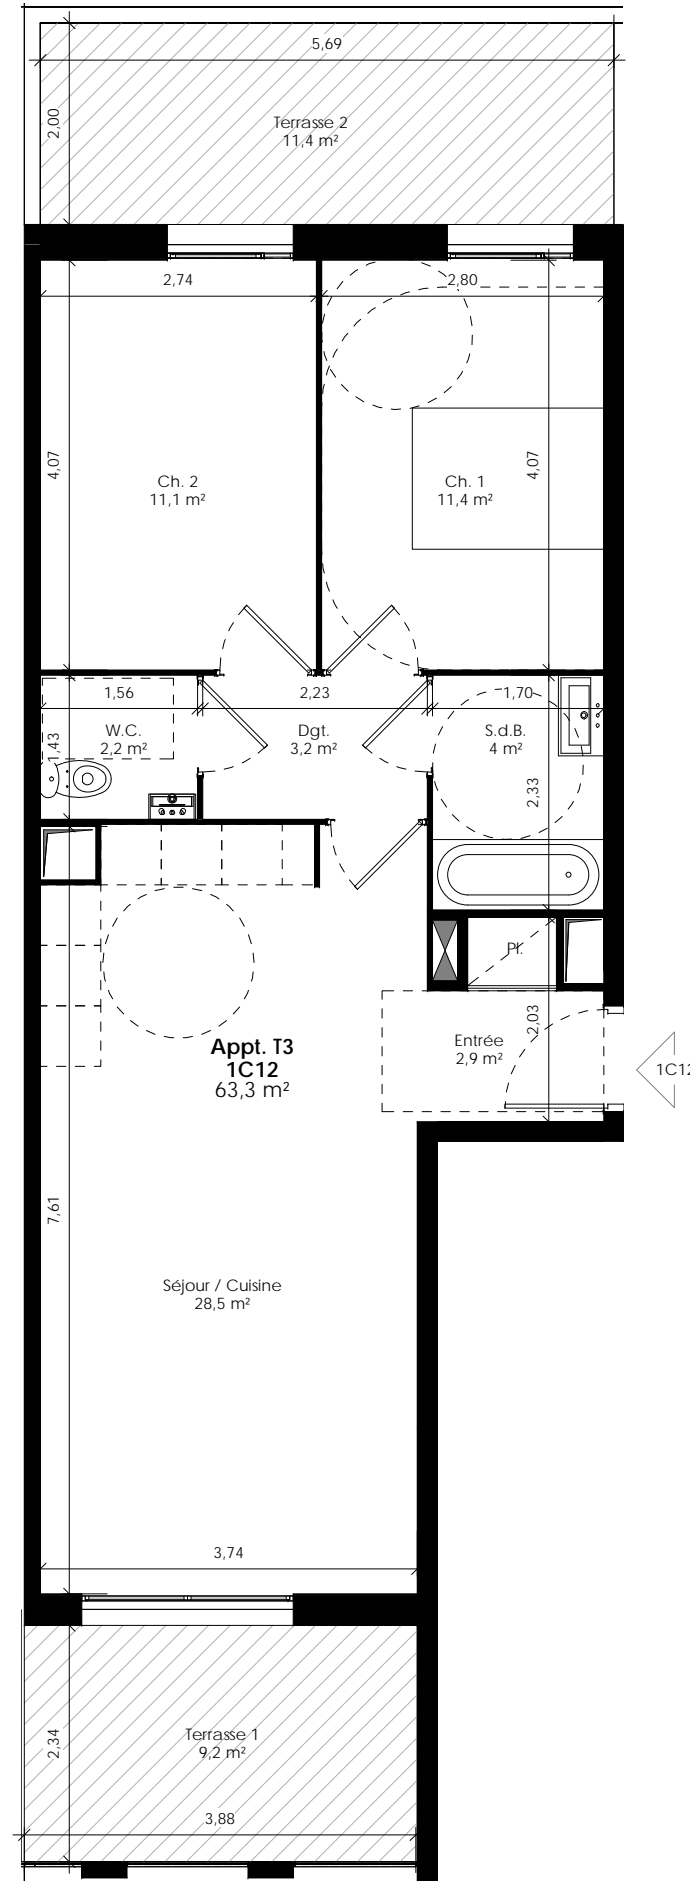 5,69
2,00
Terrasse 2
11,4 m²
2,74
2,80
4,07
4,07
Ch. 2
11,1 m²
Ch. 1
11,4 m²
1,56
2,23
1,70
W.C.
2,2 m²
1,43
Dgt.
3,2 m²
S.d.B.
4 m²
2,33
Pl.
2,03
Entrée
2,9 m²
1C12
Appt. T3
1C12
63,3 m²
7,61
Séjour / Cuisine
28,5 m²
3,74
Terrasse 1
9,2 m²
2,34
3,88